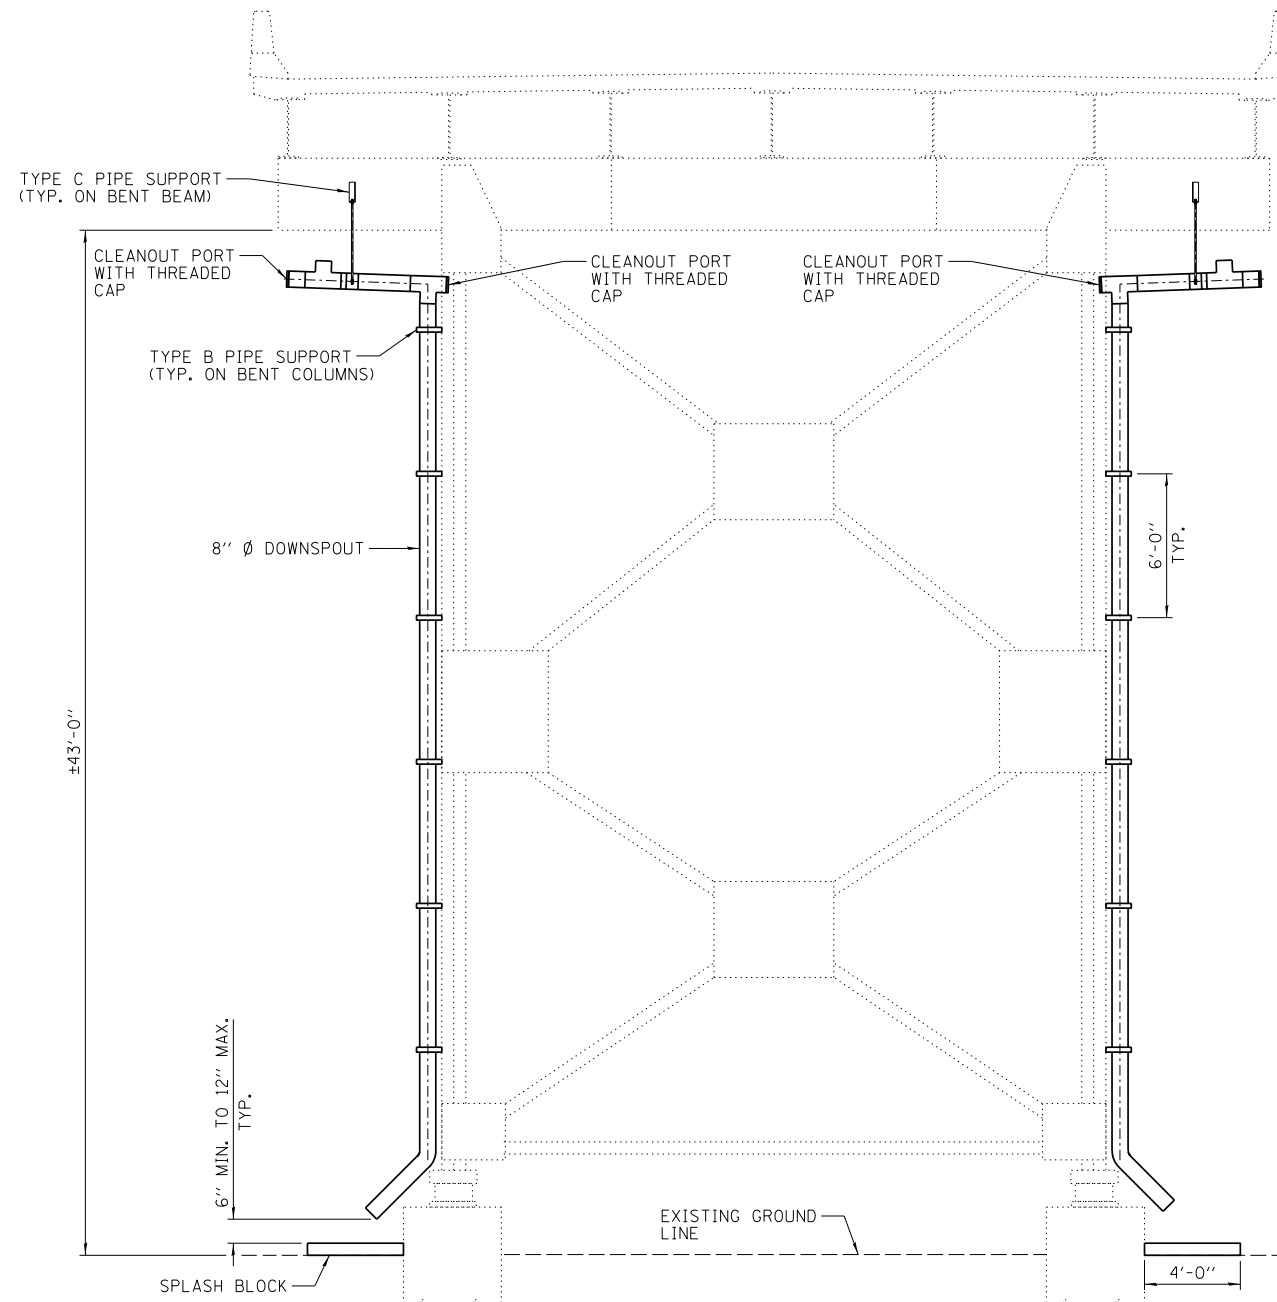 TYPE C PIPE SUPPORT
(TYP. ON BENT BEAM)
CLEANOUT PORT
WITH THREADED
CAP
CLEANOUT PORT
WITH THREADED
CAP
CLEANOUT PORT
WITH THREADED
CAP
TYPE B PIPE SUPPORT
(TYP. ON BENT COLUMNS)
8'' Ø DOWNSPOUT
6'-0''
TYP.
±43'-0''
6'' MIN. TO 12'' MAX.
TYP.
EXISTING GROUND
LINE
SPLASH BLOCK
4'-0''